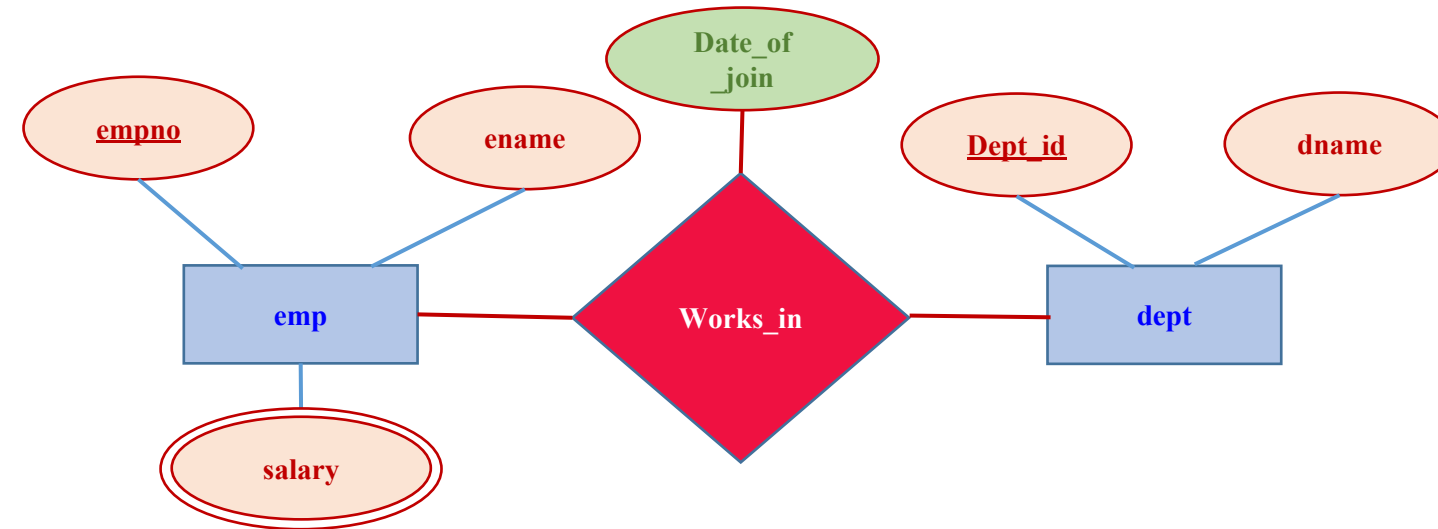 Date_of
_join
empno
ename
Dept_id
dname
emp
Works_in
dept
salary